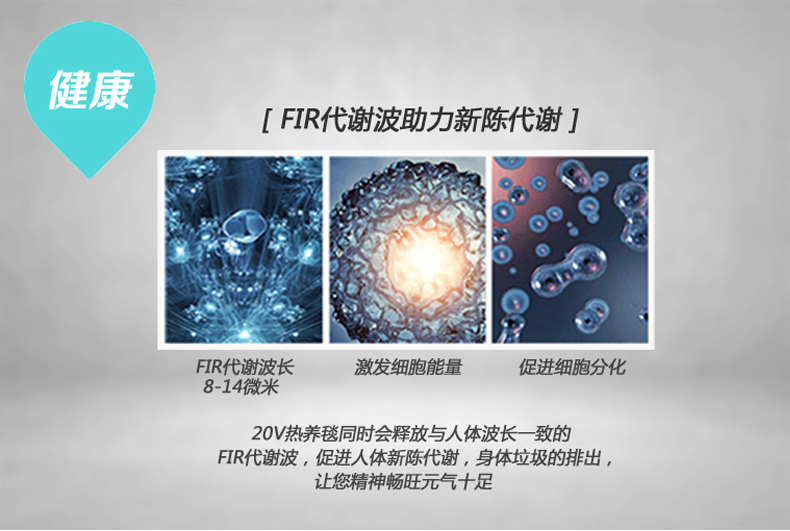 健康
[ FIR代谢波助力新陈代谢 ]
FIR代谢波长
8-14微米
激发细胞能量
促进细胞分化
20V热养毯同时会释放与人体波长一致的
FIR代谢波，促进人体新陈代谢，身体垃圾的排出，
让您精神畅旺元气十足